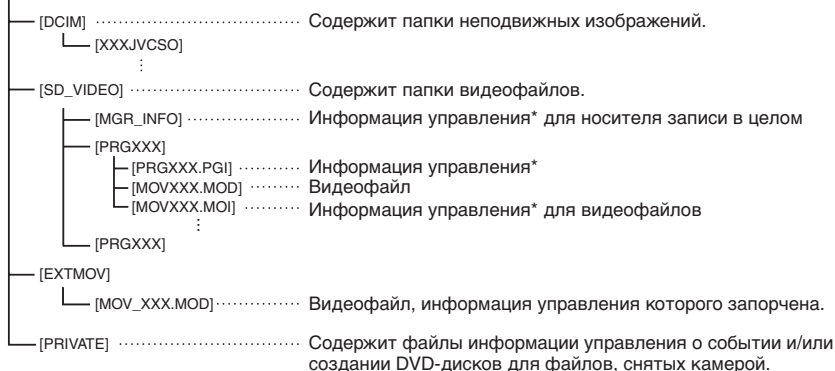 [DCIM] Содержит папки неподвижных изображений.
[XXXJVCSO]
[SD_VIDEO] Содержит папки видеофайлов.
[MGR_INFO] Информация управления* для носителя записи в целом
[PRGXXX]
[PRGXXX.PGI] Информация управления*
[MOVXXX.MOD] Видеофайл
[MOVXXX.MOI] Информация управления* для видеофайлов
[PRGXXX]
[EXTMOV]
[MOV_XXX.MOD] Видеофайл, информация управления которого запорчена.
[PRIVATE] Содержит файлы информации управления о событии и/или
создании DVD-дисков для файлов, снятых камерой.